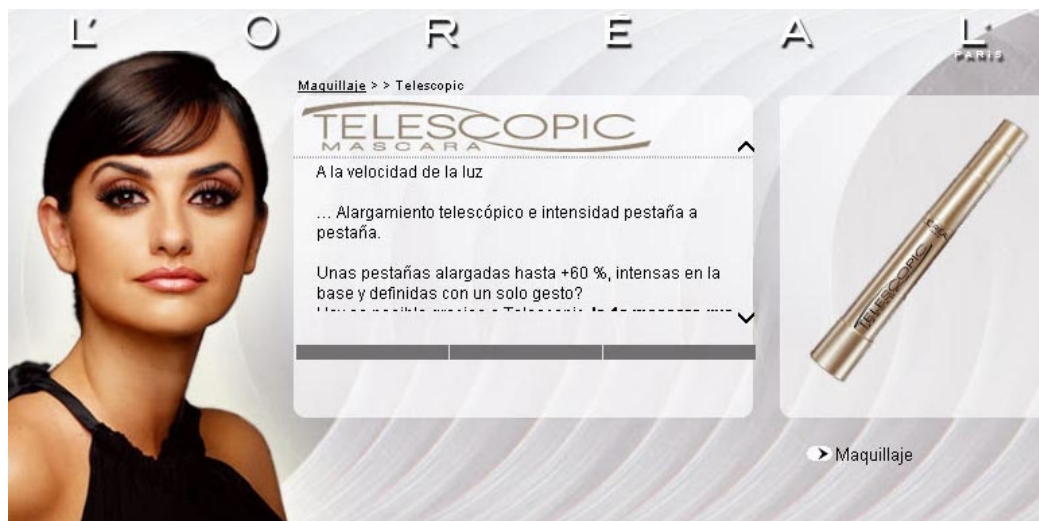 L'ORÉAL
PARIS
Maquillaje > > Telescopic
TELESCOPIC
MASCARA
A la velocidad de la luz
... Alargamiento telescópico e intensidad pestaña a
pestaña.
Unas pestañas alargadas hasta +60 %, intensas en la
base y definidas con un solo gesto?
TELESCOPIC
Maquillaje